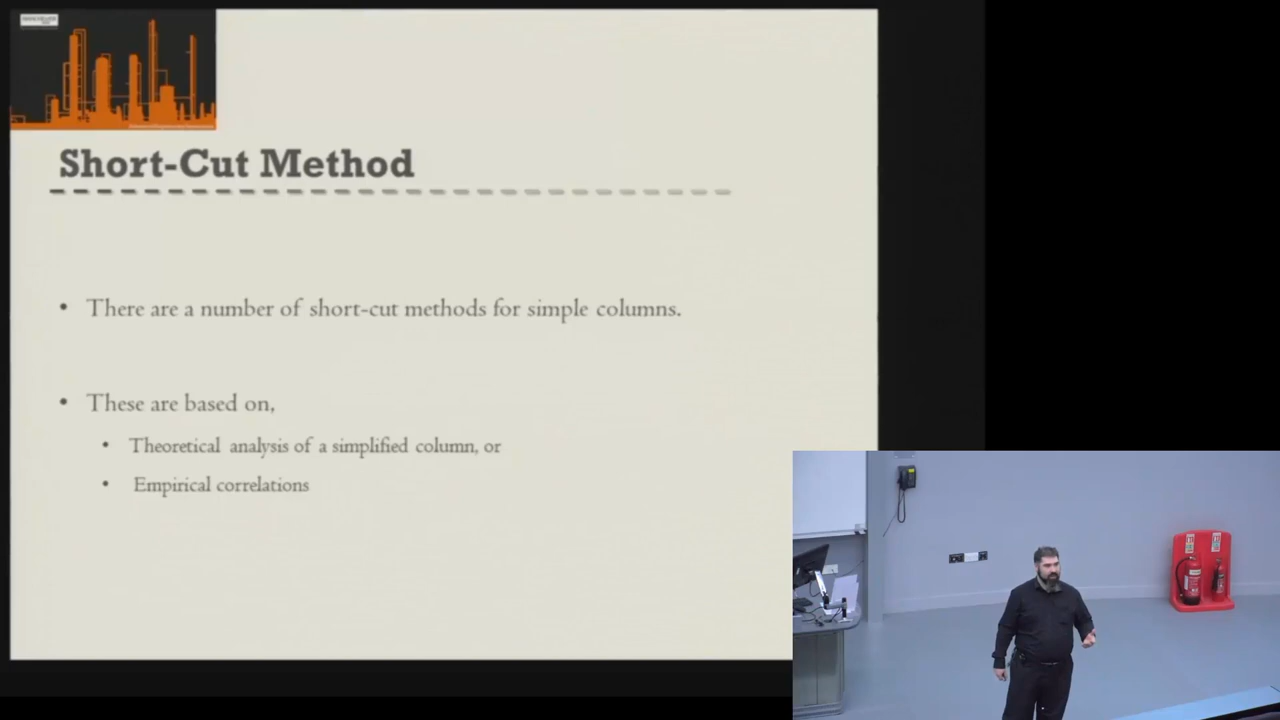 Short-Cut Method
• There are a number of short-cut methods for simple columns.
• These are based on,
• Theoretical analysis of a simplified column, or
• Empirical correlations